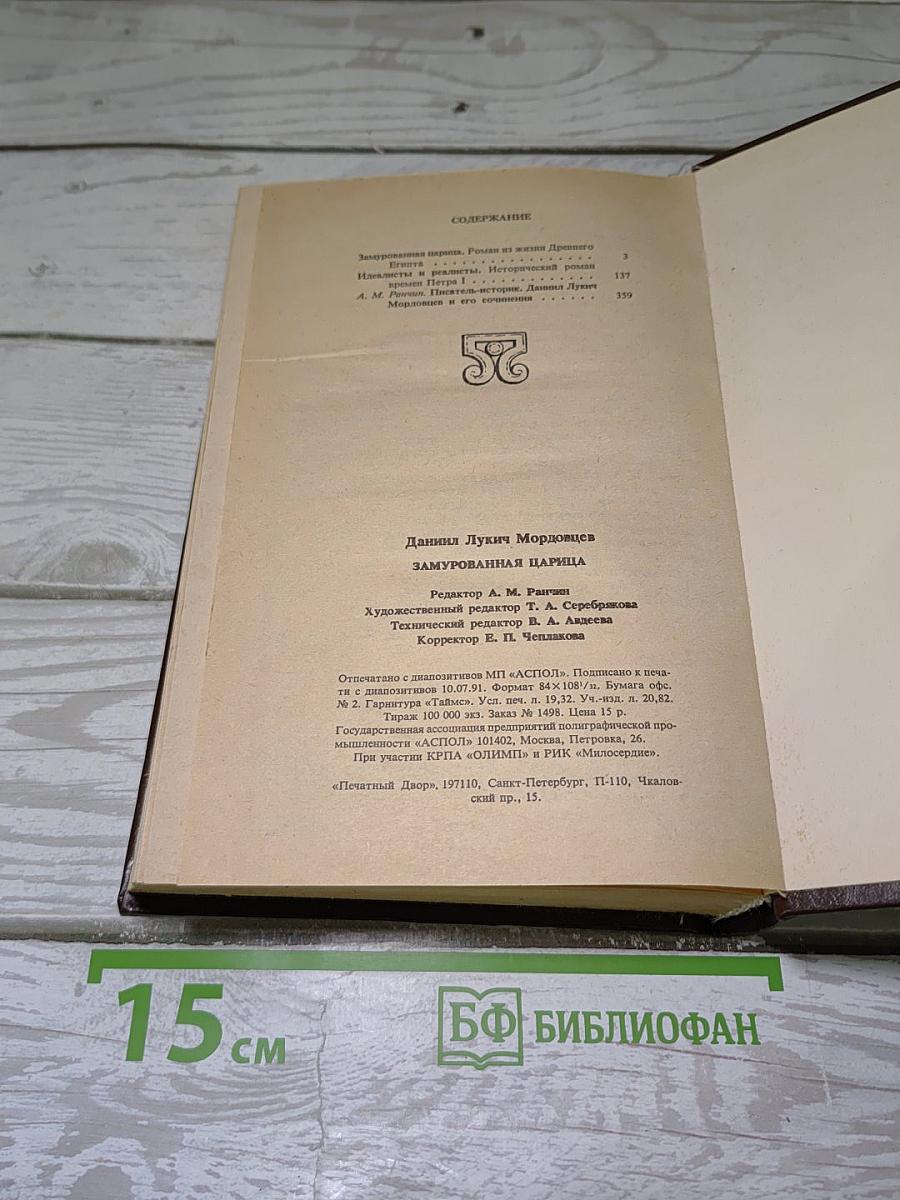 СОДЕРЖАНИЕ
Замурованная царица. Роман из жизни Древнего
Египта . . . . . . . . . . . . . . . . . 3
Идеалисты и реалисты. Исторический роман
времен Петра I . . . . . . . . . . . . . 137
А. М. Ранчин. Писатель-историк. Даниил Лукич
Мордовцев и его сочинения . . . . . . 359
Даниил Лукич Мордовцев
ЗАМУРОВАННАЯ ЦАРИЦА
Редактор А. М. Ранчин
Художественный редактор Т. А. Серебрякова
Технический редактор В. А. Авдеева
Корректор Е. П. Чеплакова
Отпечатано с диапозитивов МП «АСПОЛ». Подписано к печа-
ти с диапозитивов 10.07.91. Формат 84×108¹/₃₂. Бумага офс.
№ 2. Гарнитура «Таймс». Усл. печ. л. 19,32. Уч.-изд. л. 20,82.
Тираж 100 000 экз. Заказ № 1498. Цена 15 р.
Государственная ассоциация предприятий полиграфической про-
мышленности «АСПОЛ» 101402, Москва, Петровка, 26.
При участии КРПА «ОЛИМП» и РИК «Милосердие».
«Печатный Двор». 197110, Санкт-Петербург, П-110, Чкалов-
ский пр., 15.
15 см
БФ БИБЛИОФАН